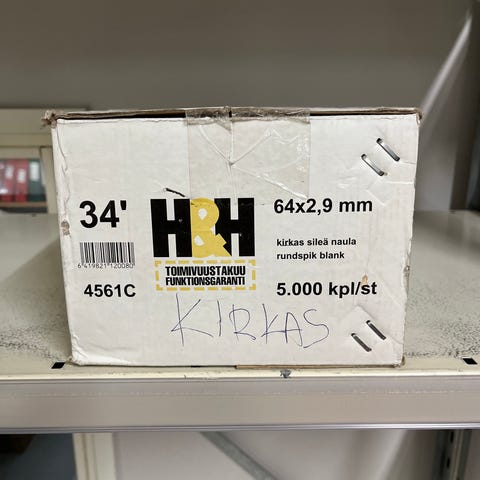 34'
6 419821 120080
4561C
H&H
TOIMIVUUSTAKUU
FUNKTIONSGARANTI
64x2,9 mm
kirkas sileä naula
rundspik blank
5.000 kpl/st
KIRKAS